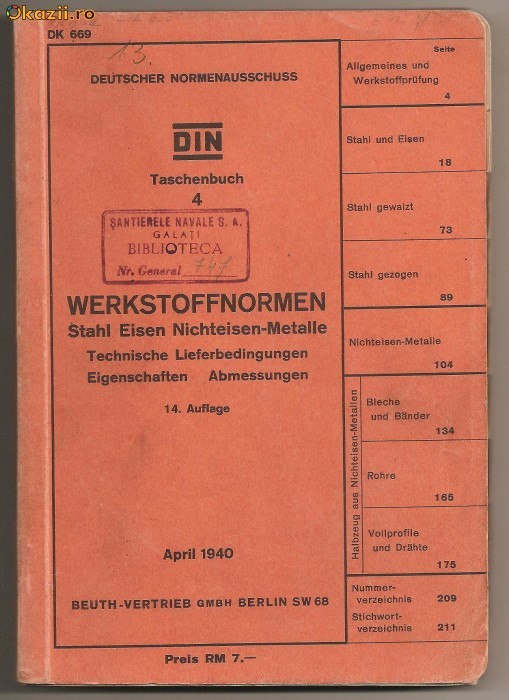 Okazii.ro
DK 669
13.
DEUTSCHER NORMENAUSSCHUSS
DIN
Taschenbuch
4
ȘANTIERELE NAVALE S. A.
GALAȚI
BIBLIOTECA
Nr. General 747
WERKSTOFFNORMEN
Stahl Eisen Nichteisen-Metalle
Technische Lieferbedingungen
Eigenschaften Abmessungen
14. Auflage
April 1940
BEUTH-VERTRIEB GMBH BERLIN SW 68
Preis RM 7.—
Seite
Allgemeines und
Werkstoffprüfung
4
Stahl und Eisen
18
Stahl gewalzt
73
Stahl gezogen
89
Nichteisen-Metalle
104
Halbzeug aus Nichteisen-Metallen
Bleche
und Bänder
134
Rohre
165
Vollprofile
und Drähte
175
Nummer-
verzeichnis 209
Stichwort-
verzeichnis 211